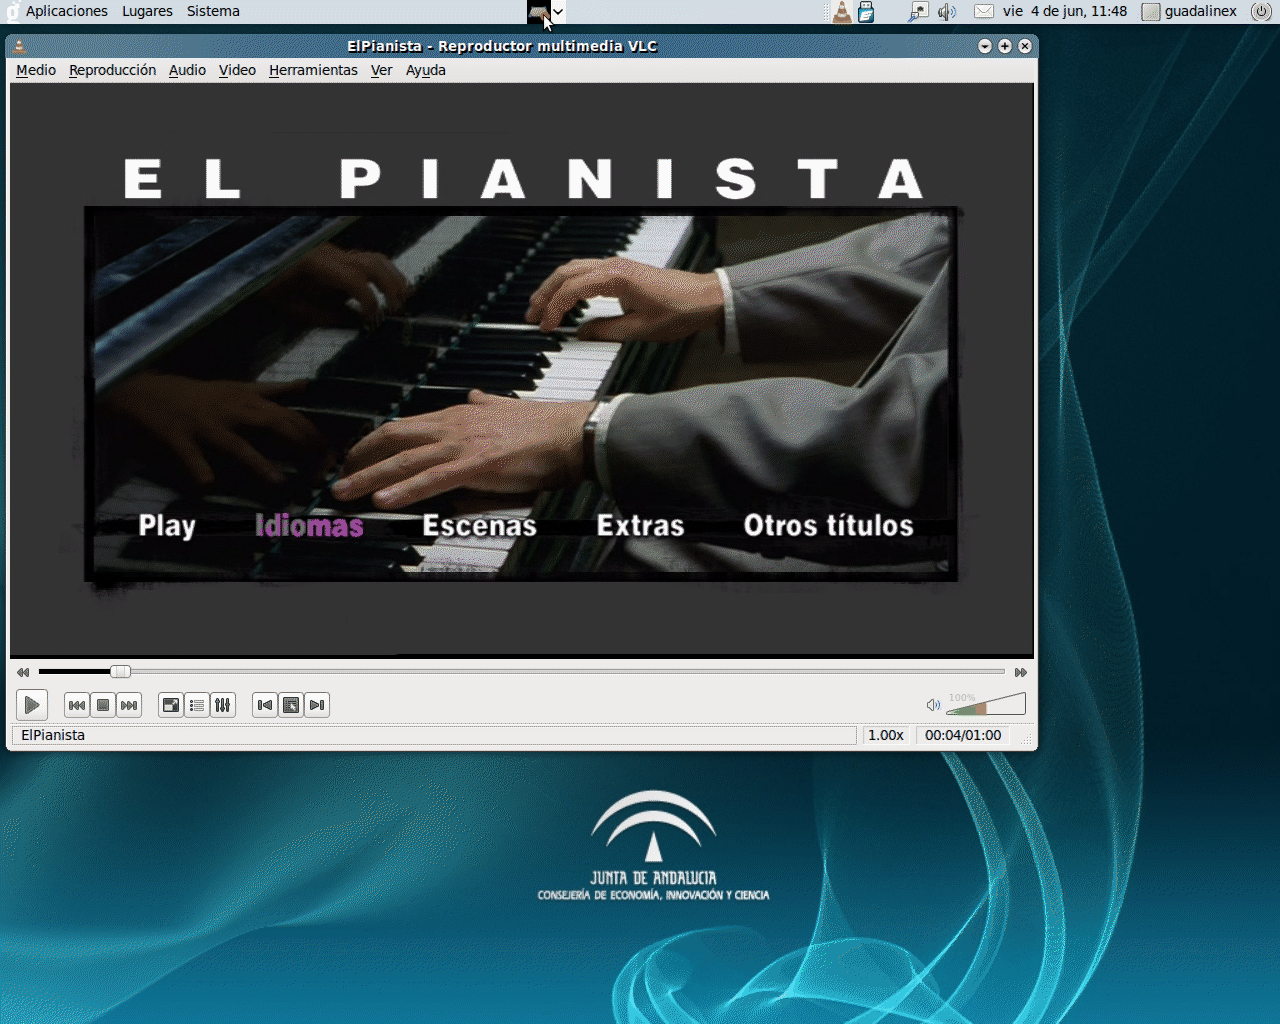 Aplicaciones Lugares Sistema vie 4 de jun, 11:48 guadalinex
ElPianista - Reproductor multimedia VLC
Medio Reproducción Audio Video Herramientas Ver Ayuda
EL PIANISTA
Play Idiomas Escenas Extras Otros títulos
100%
ElPianista 1.00x 00:04/01:00
JUNTA DE ANDALUCIA
CONSEJERÍA DE ECONOMÍA, INNOVACIÓN Y CIENCIA